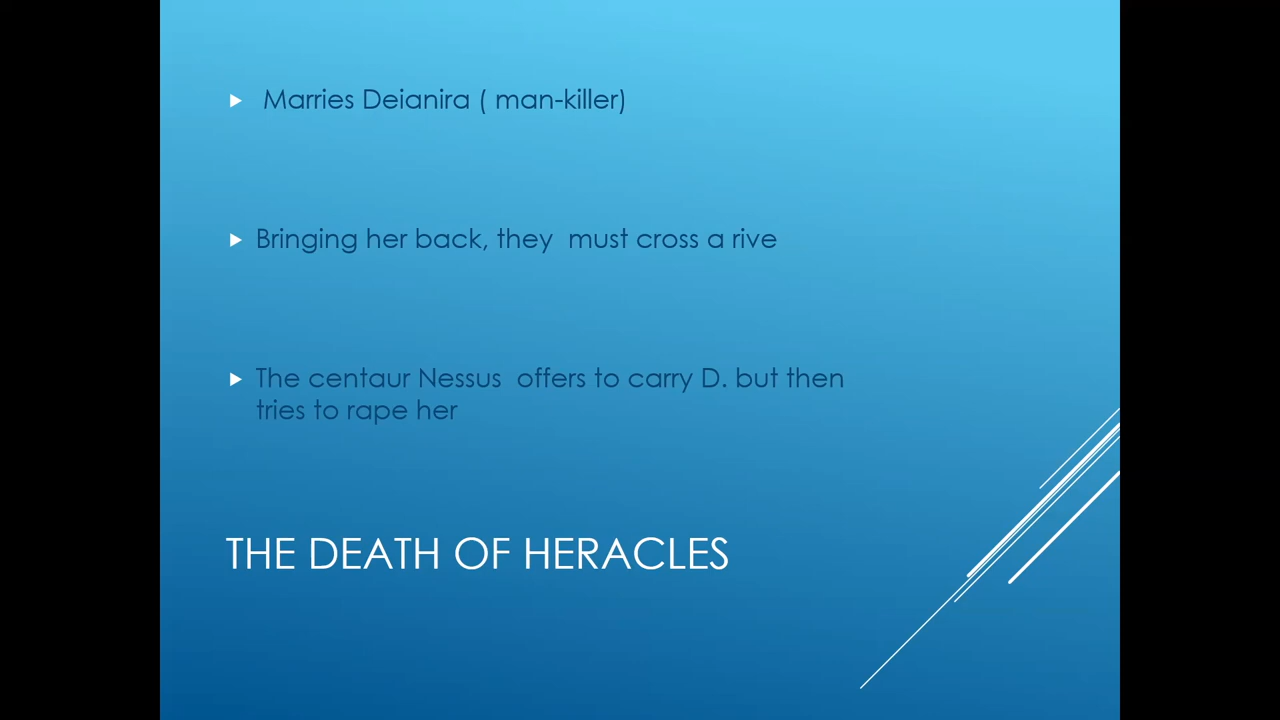 Marries Deianira ( man-killer)
Bringing her back, they  must cross a rive
The centaur Nessus  offers to carry D. but then
tries to rape her
THE DEATH OF HERACLES